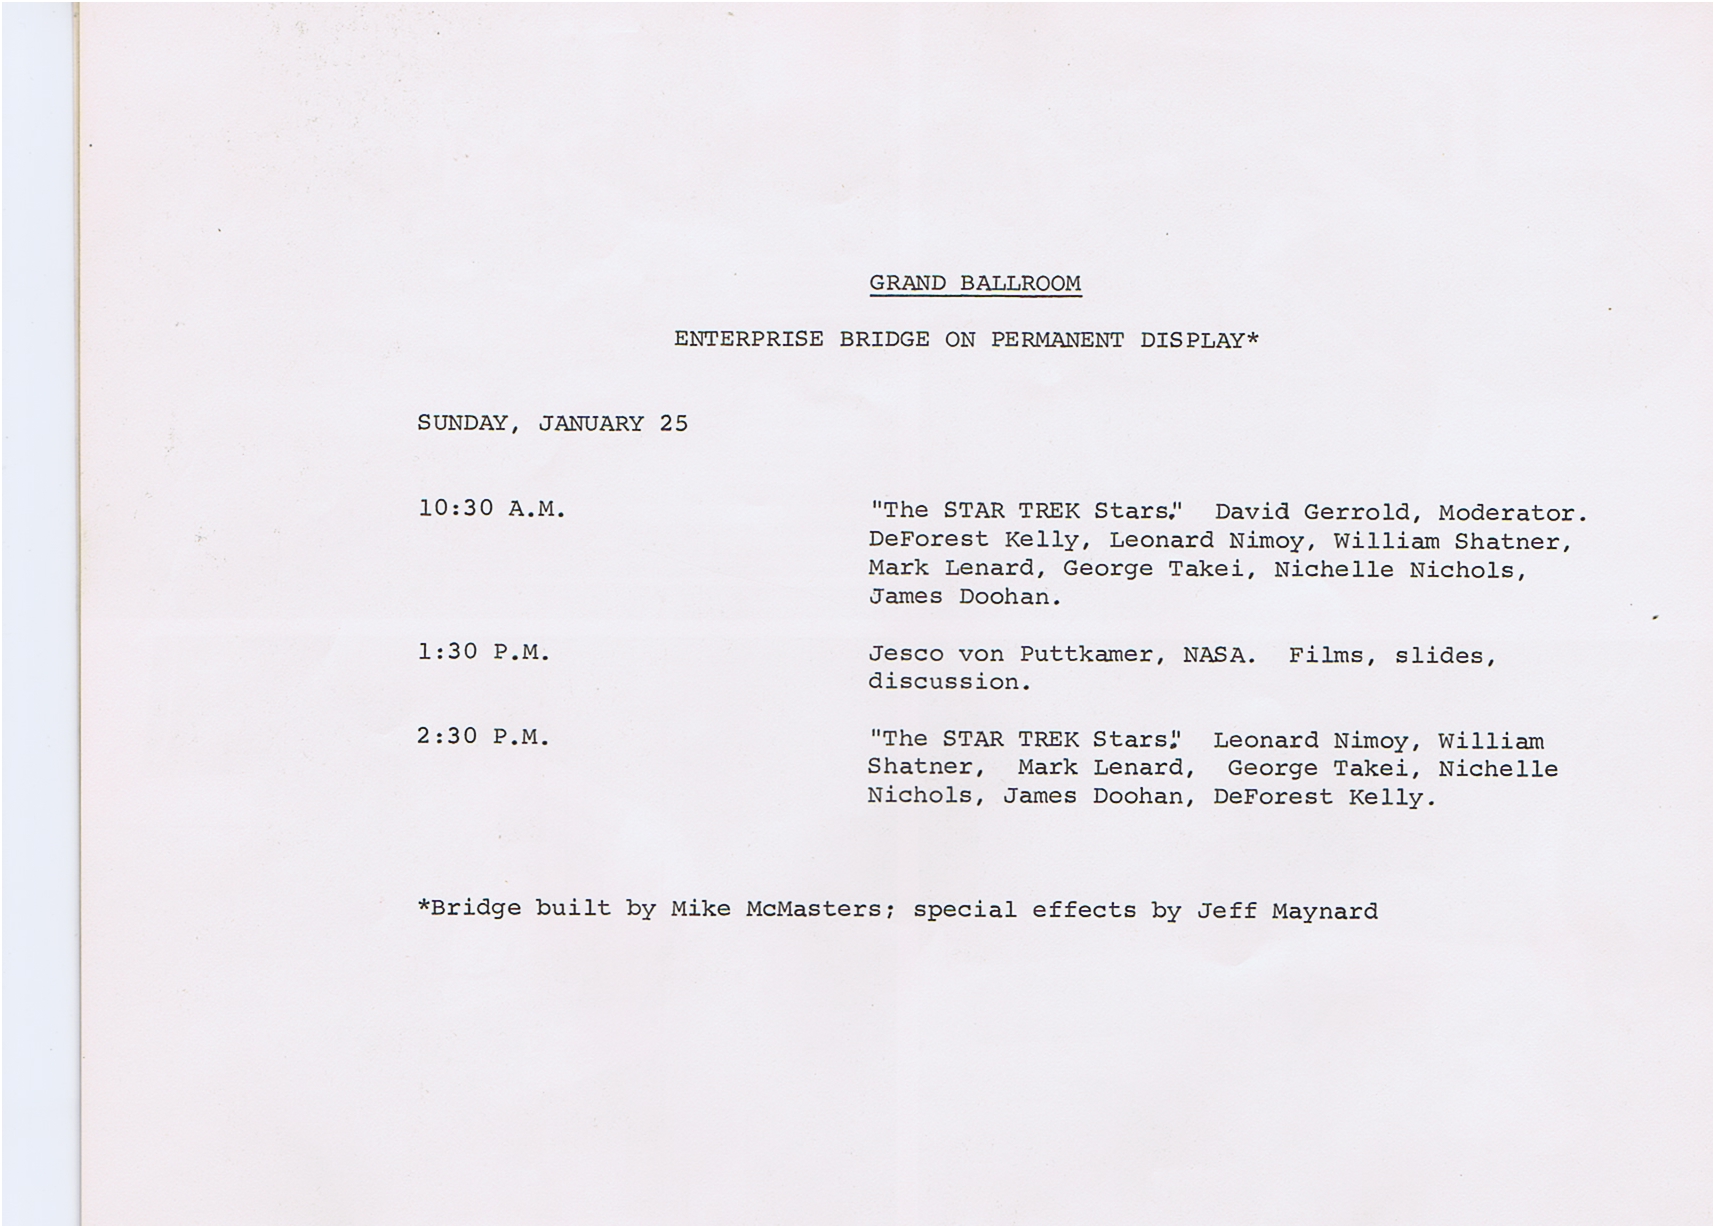 GRAND BALLROOM
ENTERPRISE BRIDGE ON PERMANENT DISPLAY*
SUNDAY, JANUARY 25
10:30 A.M. "The STAR TREK Stars." David Gerrold, Moderator.
DeForest Kelly, Leonard Nimoy, William Shatner,
Mark Lenard, George Takei, Nichelle Nichols,
James Doohan.
1:30 P.M. Jesco von Puttkamer, NASA. Films, slides,
discussion.
2:30 P.M. "The STAR TREK Stars." Leonard Nimoy, William
Shatner, Mark Lenard, George Takei, Nichelle
Nichols, James Doohan, DeForest Kelly.
*Bridge built by Mike McMasters; special effects by Jeff Maynard